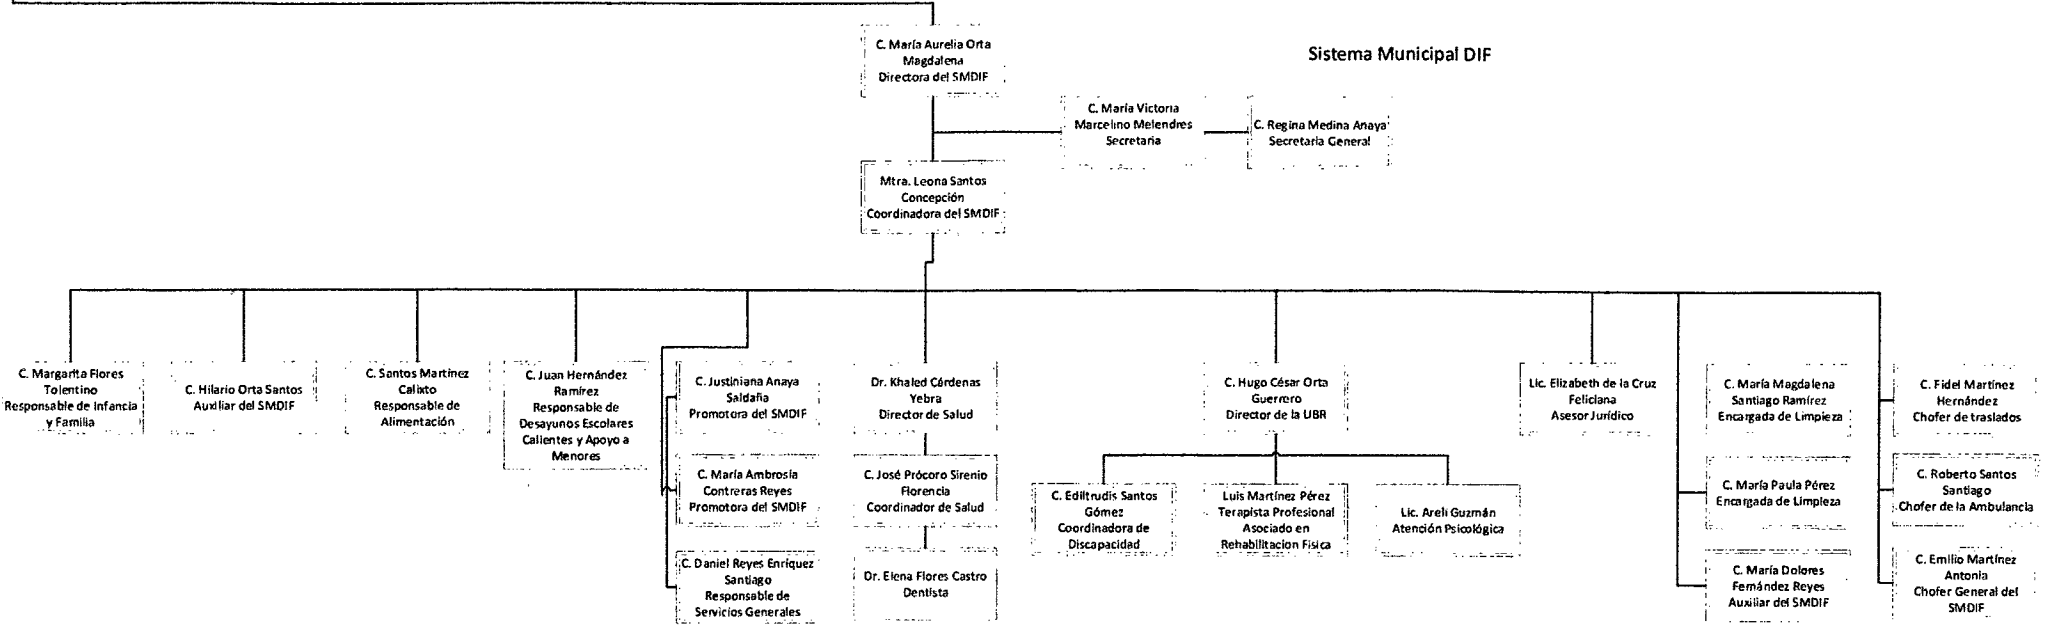 C. María Aurelia Orta
Magdalena
Directora del SMDIF
Sistema Municipal DIF
C. María Victoria
Marcelino Melendres
Secretaria
C. Regina Medina Anaya
Secretaria General
Mtra. Leona Santos
Concepción
Coordinadora del SMDIF
C. Margarita Flores
Tolentino
Responsable de Infancia
y Familia
C. Hilario Orta Santos
Auxiliar del SMDIF
C. Santos Martínez
Calixto
Responsable de
Alimentación
C. Juan Hernández
Ramírez
Responsable de
Desayunos Escolares
Calientes y Apoyo a
Menores
C. Justiniana Anaya
Saldaña
Promotora del SMDIF
C. María Ambrosia
Contreras Reyes
Promotora del SMDIF
C. Daniel Reyes Enríquez
Santiago
Responsable de
Servicios Generales
Dr. Khaled Cárdenas
Yebra
Director de Salud
C. José Prócoro Sirenio
Florencia
Coordinador de Salud
Dr. Elena Flores Castro
Dentista
C. Hugo César Orta
Guerrero
Director de la UBR
C. Ediltrudis Santos
Gómez
Coordinadora de
Discapacidad
Luis Martínez Pérez
Terapista Profesional
Asociado en
Rehabilitacion Fisica
Lic. Areli Guzmán
Atención Psicológica
Lic. Elizabeth de la Cruz
Feliciana
Asesor Jurídico
C. María Magdalena
Santiago Ramírez
Encargada de Limpieza
C. María Paula Pérez
Encargada de Limpieza
C. María Dolores
Fernández Reyes
Auxiliar del SMDIF
C. Fidel Martínez
Hernández
Chofer de traslados
C. Roberto Santos
Santiago
Chofer de la Ambulancia
C. Emilio Martínez
Antonia
Chofer General del
SMDIF